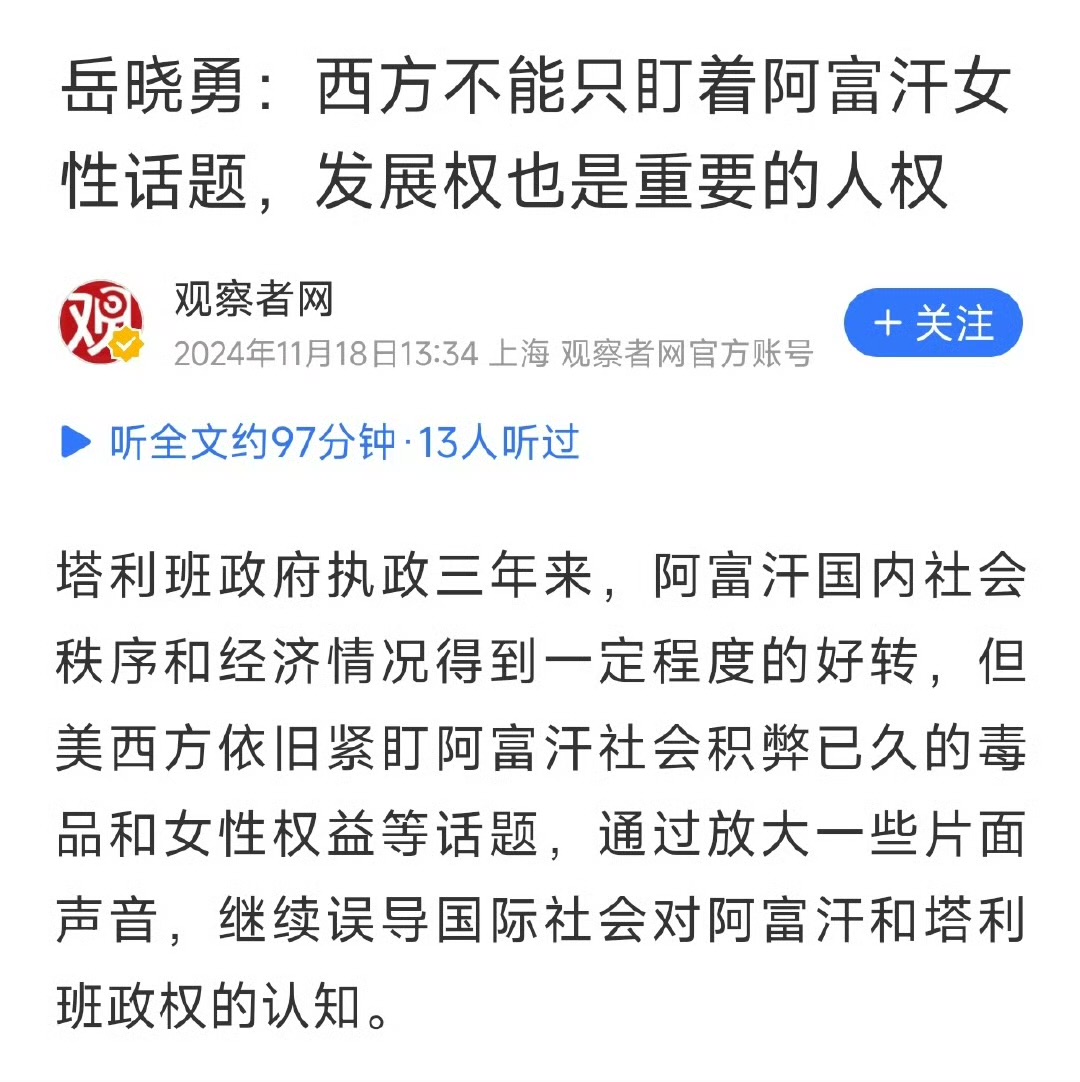 岳晓勇：西方不能只盯着阿富汗女
性话题，发展权也是重要的人权
观
观察者网
2024年11月18日13:34 上海 观察者网官方账号
+ 关注
听全文约97分钟·13人听过
塔利班政府执政三年来，阿富汗国内社会
秩序和经济情况得到一定程度的好转，但
美西方依旧紧盯阿富汗社会积弊已久的毒
品和女性权益等话题，通过放大一些片面
声音，继续误导国际社会对阿富汗和塔利
班政权的认知。